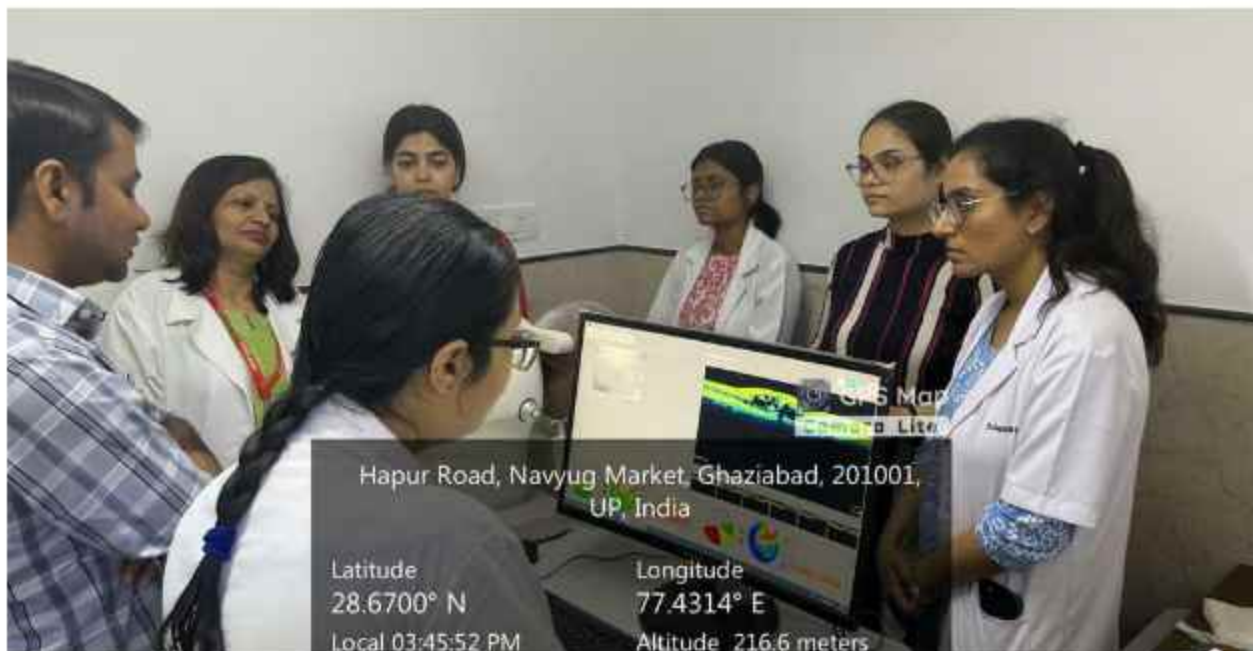 GPS Map
Camera Lite
Hapur Road, Navyug Market, Ghaziabad, 201001,
UP, India
Latitude
Longitude
28.6700° N
77.4314° E
Local 03:45:52 PM
Altitude 216.6 meters